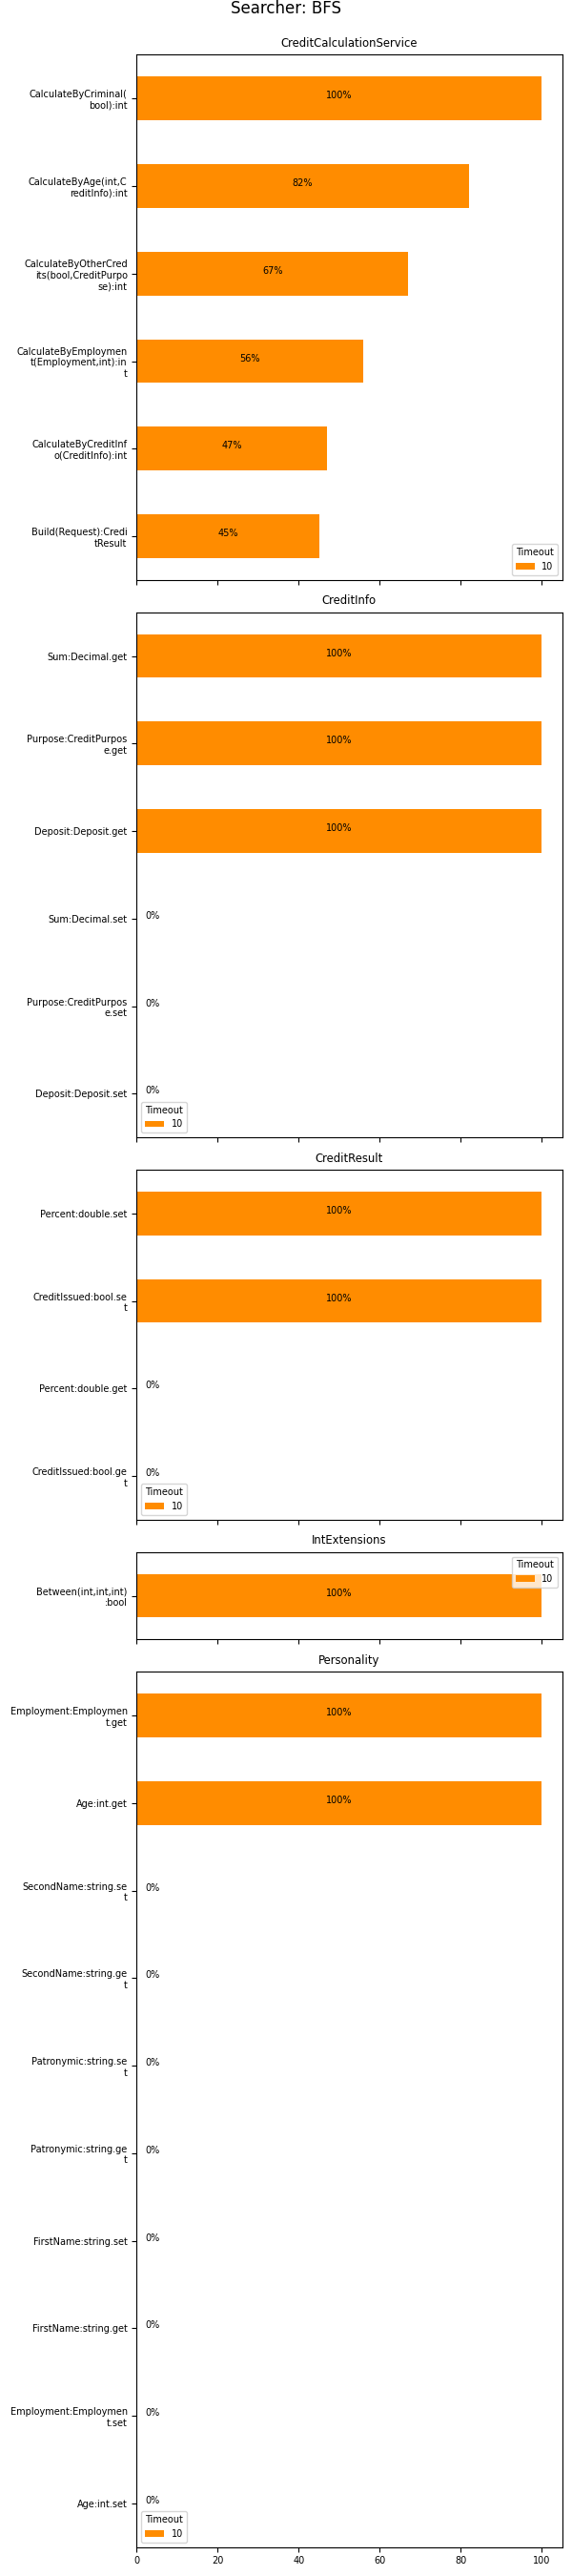 Searcher: BFS
CreditCalculationService
CalculateByCriminal(
bool):int
100%
CalculateByAge(int,C
reditInfo):int
82%
CalculateByOtherCred
its(bool,CreditPurpo
se):int
67%
CalculateByEmploymen
t(Employment,int):in
t
56%
CalculateByCreditInf
o(CreditInfo):int
47%
Build(Request):Credi
tResult
45%
Timeout
10
CreditInfo
Sum:Decimal.get
100%
Purpose:CreditPurpos
e.get
100%
Deposit:Deposit.get
100%
Sum:Decimal.set
0%
Purpose:CreditPurpos
e.set
0%
Deposit:Deposit.set
0%
Timeout
10
CreditResult
Percent:double.set
100%
CreditIssued:bool.se
t
100%
Percent:double.get
0%
CreditIssued:bool.ge
t
0%
Timeout
10
IntExtensions
Between(int,int,int)
:bool
100%
Timeout
10
Personality
Employment:Employmen
t.get
100%
Age:int.get
100%
SecondName:string.se
t
0%
SecondName:string.ge
t
0%
Patronymic:string.se
t
0%
Patronymic:string.ge
t
0%
FirstName:string.set
0%
FirstName:string.get
0%
Employment:Employmen
t.set
0%
Age:int.set
0%
Timeout
10
0 20 40 60 80 100